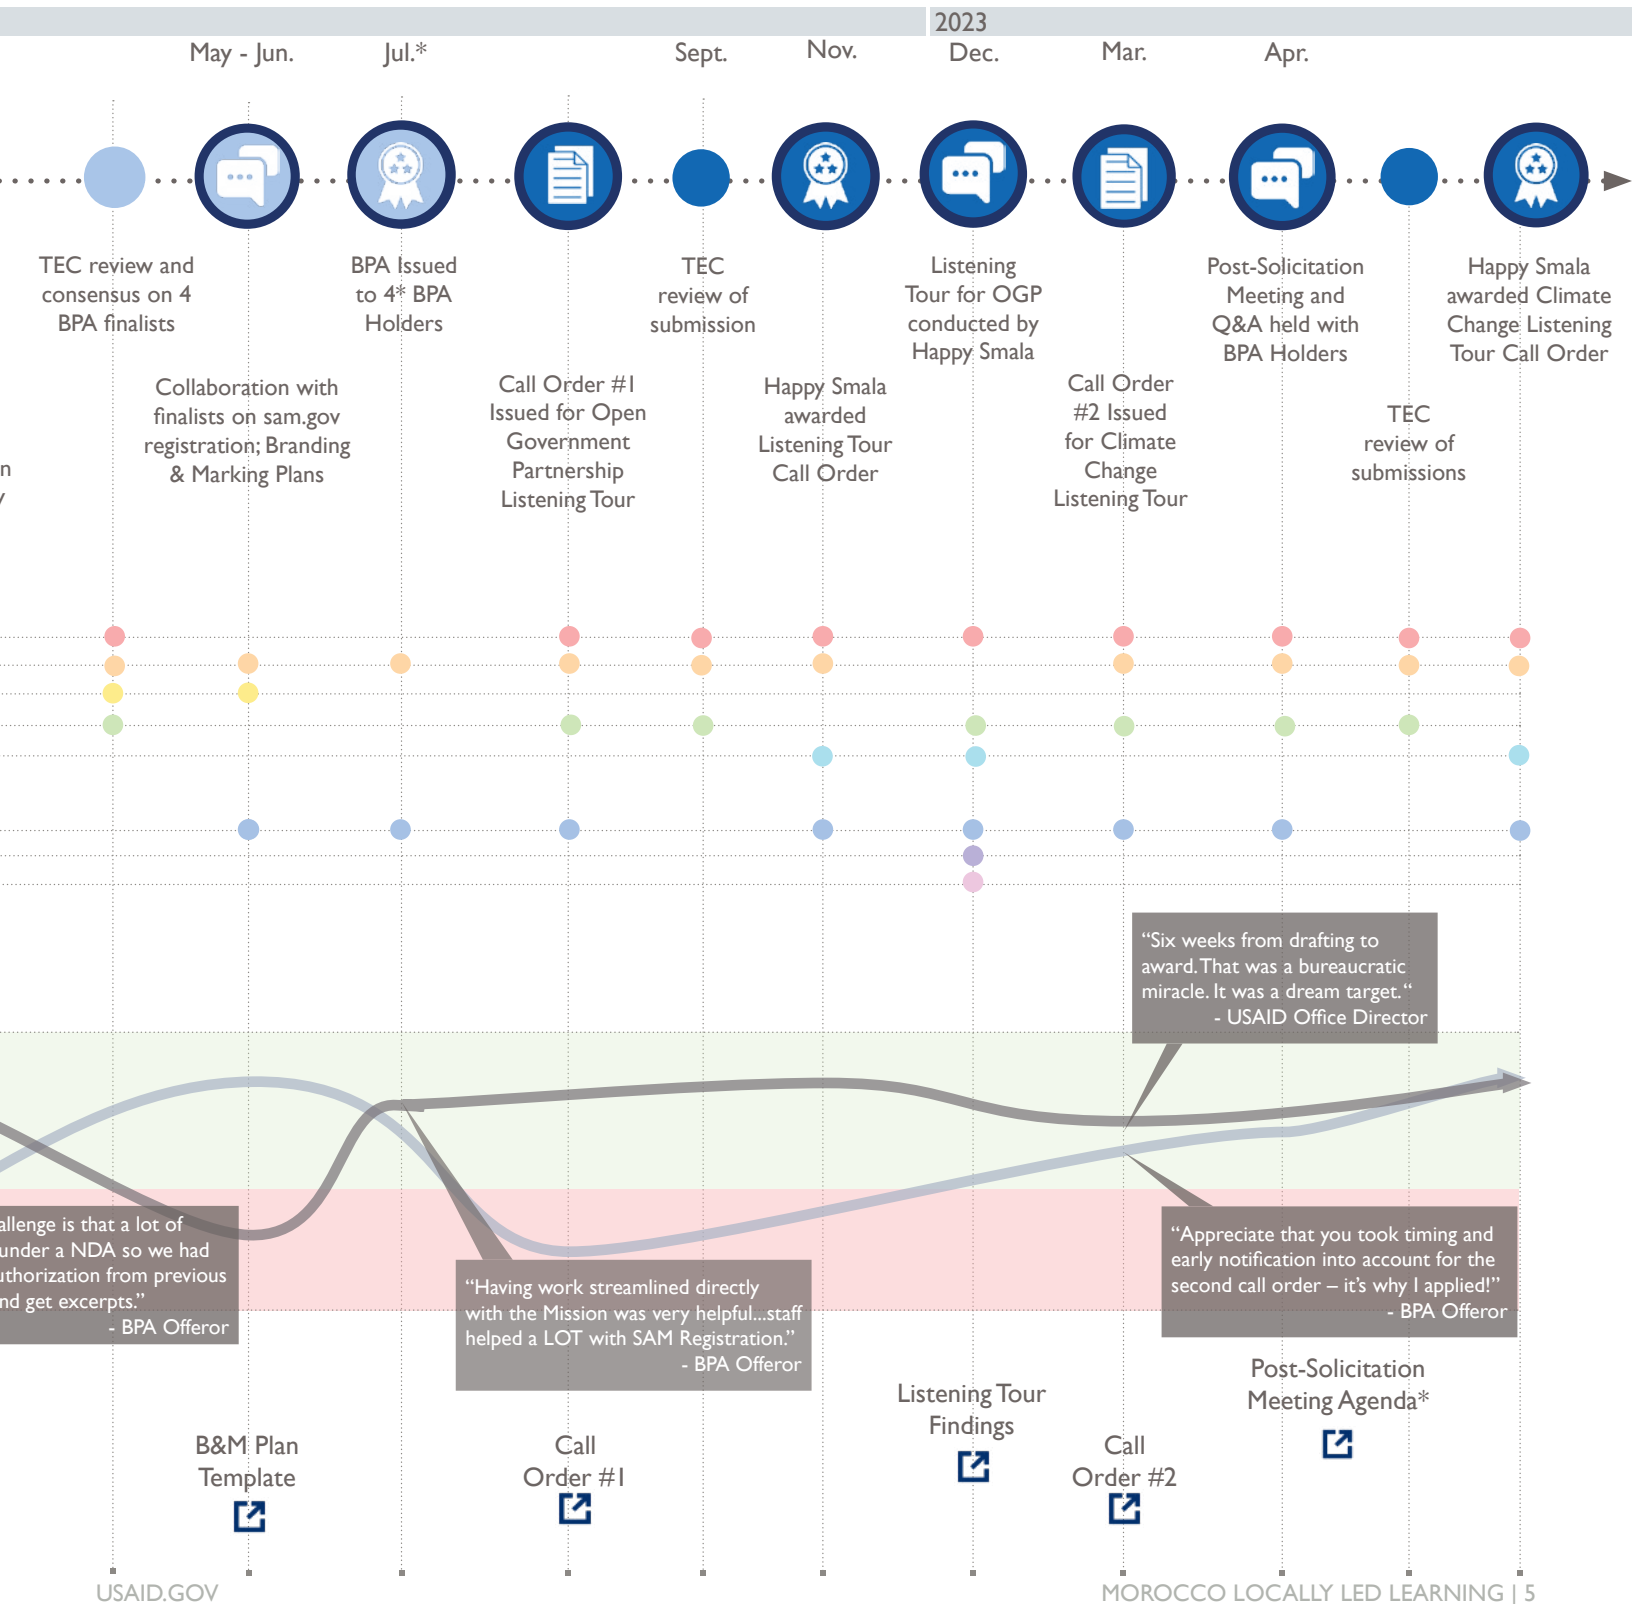 2023
May - Jun.
Jul.*
Sept.
Nov.
Dec.
Mar.
Apr.
TEC review and
consensus on 4
BPA finalists
BPA Issued
to 4* BPA
Holders
TEC
review of
submission
Listening
Tour for OGP
conducted by
Happy Smala
Post-Solicitation
Meeting and
Q&A held with
BPA Holders
Happy Smala
awarded Climate
Change Listening
Tour Call Order
Collaboration with
finalists on sam.gov
registration; Branding
& Marking Plans
Call Order #1
Issued for Open
Government
Partnership
Listening Tour
Happy Smala
awarded
Listening Tour
Call Order
Call Order
#2 Issued
for Climate
Change
Listening Tour
TEC
review of
submissions
n
y
“Six weeks from drafting to
award. That was a bureaucratic
miracle. It was a dream target.“
- USAID Office Director
allenge is that a lot of
under a NDA so we had
uthorization from previous
nd get excerpts.”
- BPA Offeror
“Having work streamlined directly
with the Mission was very helpful...staff
helped a LOT with SAM Registration.”
- BPA Offeror
“Appreciate that you took timing and
early notification into account for the
second call order – it’s why I applied!”
- BPA Offeror
B&M Plan
Template
Call
Order #1
Listening Tour
Findings
Call
Order #2
Post-Solicitation
Meeting Agenda*
USAID.GOV
MOROCCO LOCALLY LED LEARNING | 5